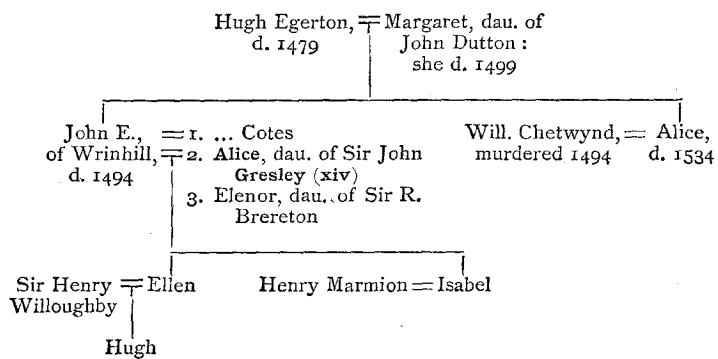 Hugh Egerton, = Margaret, dau. of
d. 1479 John Dutton :
she d. 1499
John E., = 1. ... Cotes Will. Chetwynd, = Alice,
of Wrinhill, = 2. Alice, dau. of Sir John murdered 1494 d. 1534
d. 1494 Gresley (xiv)
3. Elenor, dau. of Sir R.
Brereton
Sir Henry = Ellen Henry Marmion = Isabel
Willoughby
Hugh